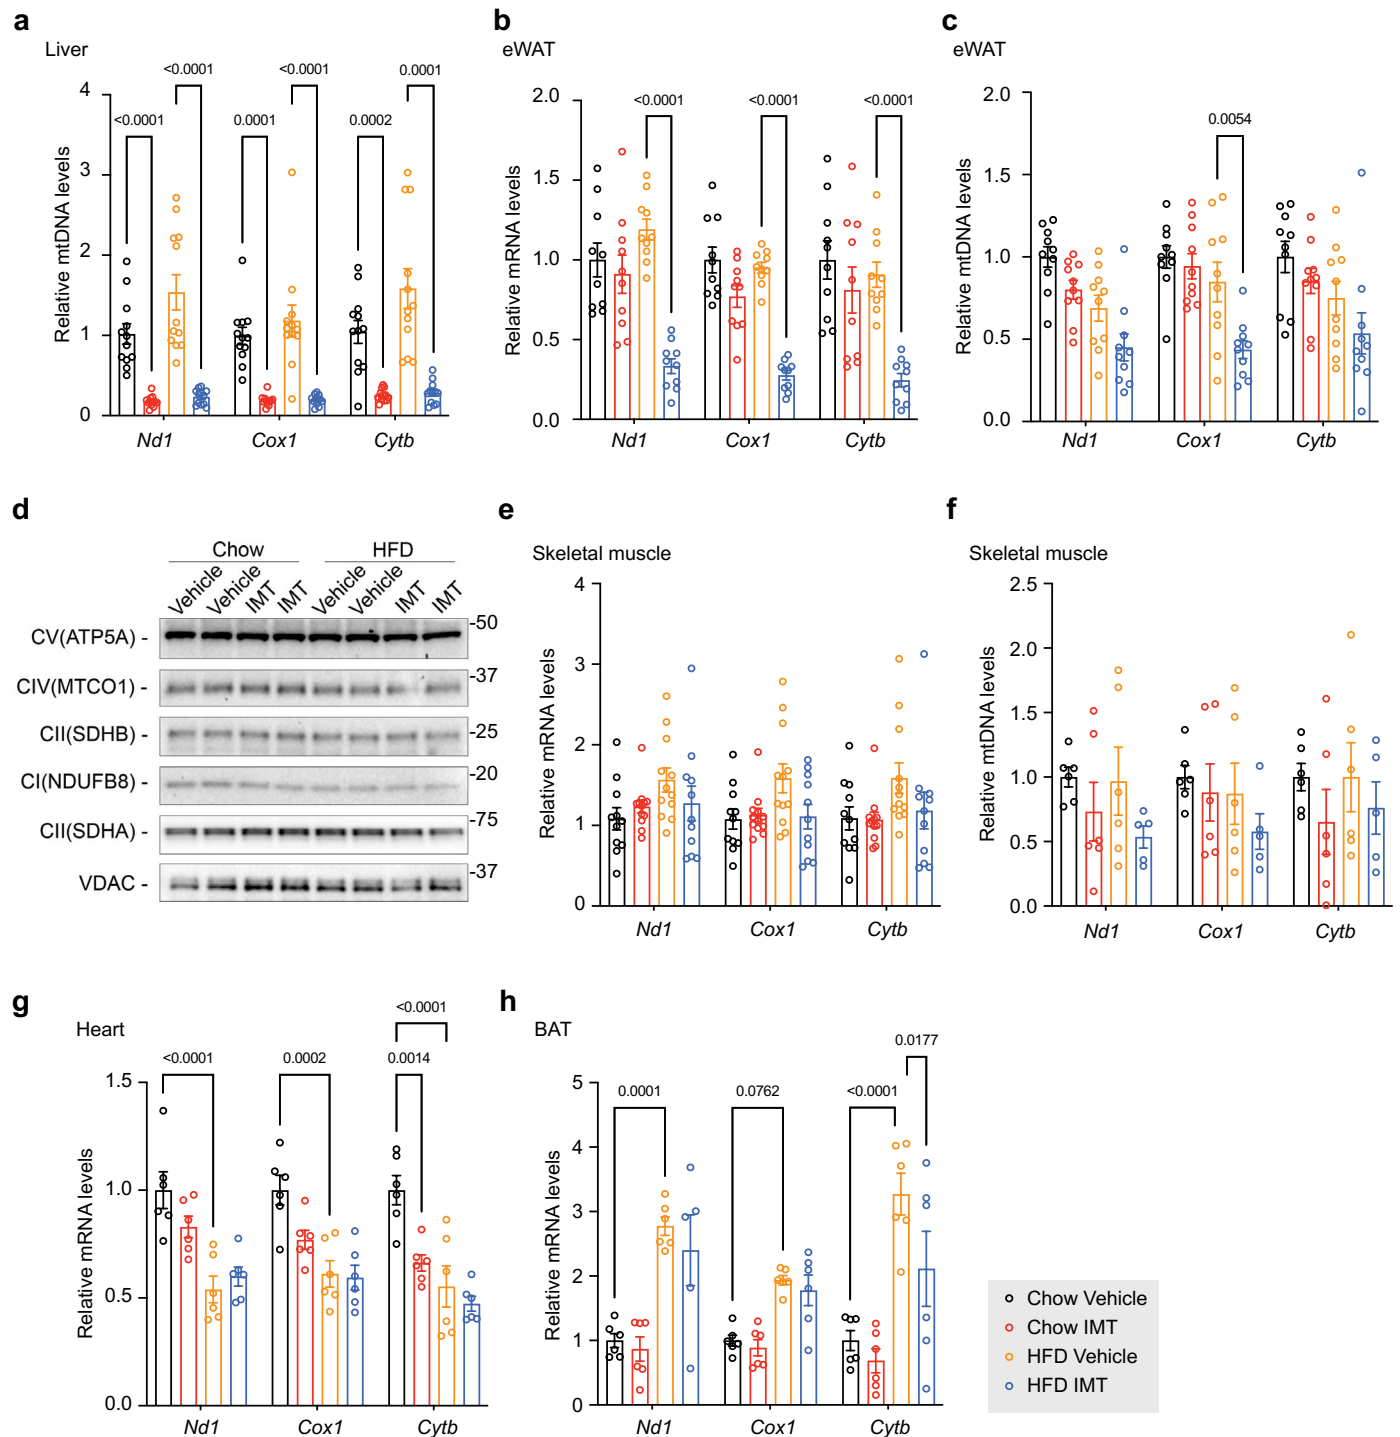 a
Liver
Relative mtDNA levels
4
3
2
1
0
<0.0001
<0.0001
0.0001
<0.0001
0.0001
0.0002
Nd1
Cox1
Cytb
b
eWAT
Relative mRNA levels
2.0
1.5
1.0
0.5
0.0
<0.0001
<0.0001
<0.0001
Nd1
Cox1
Cytb
c
eWAT
Relative mtDNA levels
2.0
1.5
1.0
0.5
0.0
0.0054
Nd1
Cox1
Cytb
d
Chow
HFD
Vehicle
Vehicle
IMT
IMT
Vehicle
Vehicle
IMT
IMT
CV(ATP5A) -
-50
CIV(MTCO1) -
-37
CII(SDHB) -
-25
CI(NDUFB8) -
-20
CII(SDHA) -
-75
VDAC -
-37
e
Skeletal muscle
Relative mRNA levels
4
3
2
1
0
Nd1
Cox1
Cytb
f
Skeletal muscle
Relative mtDNA levels
2.5
2.0
1.5
1.0
0.5
0.0
Nd1
Cox1
Cytb
g
Heart
Relative mRNA levels
1.5
1.0
0.5
0.0
<0.0001
<0.0001
0.0002
0.0014
Nd1
Cox1
Cytb
h
BAT
Relative mRNA levels
5
4
3
2
1
0
0.0177
0.0001
0.0762
<0.0001
Nd1
Cox1
Cytb
Chow Vehicle
Chow IMT
HFD Vehicle
HFD IMT